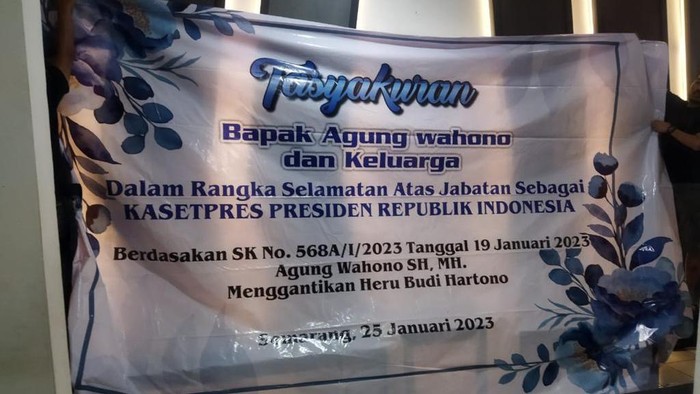 Tasyakuran
Bapak Agung wahono
dan Keluarga
Dalam Rangka Selamatan Atas Jabatan Sebagai
KASETPRES PRESIDEN REPUBLIK INDONESIA
Berdasakan SK No. 568A/I/2023 Tanggal 19 Januari 2023
Agung Wahono SH, MH.
Menggantikan Heru Budi Hartono
Semarang, 25 Januari 2023